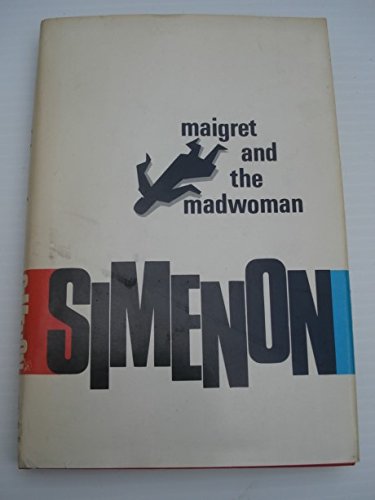 maigret
and
the
madwoman
SIMENON